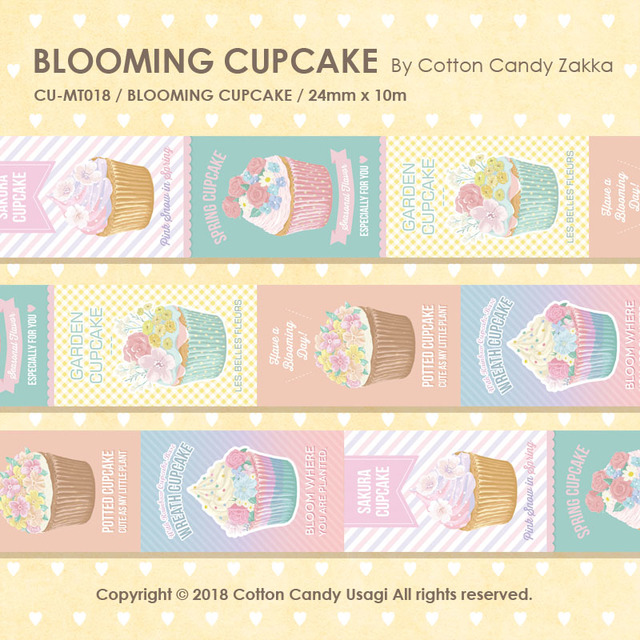 BLOOMING CUPCAKE By Cotton Candy Zakka
CU-MT018 / BLOOMING CUPCAKE / 24mm x 10m
SAKURA
CUPCAKE
Pink Snow in Spring
SPRING CUPCAKE
Seasonal Flavor
ESPECIALLY FOR YOU
GARDEN
CUPCAKE
LES BELLES FLEURS
Have a
Blooming
Day!
ESPECIALLY FOR YOU
GARDEN
CUPCAKE
LES BELLES FLEURS
Have a
Blooming
Day!
POTTED CUPCAKE
CUTE AS MY LITTLE PLANT
WREATH CUPCAKE
BLOOM WHERE
POTTED CUPCAKE
CUTE AS MY LITTLE PLANT
WREATH CUPCAKE
BLOOM WHERE
YOU ARE PLANTED
SAKURA
CUPCAKE
Pink Snow in Spring
SPRING CUPCAKE
Copyright © 2018 Cotton Candy Usagi All rights reserved.